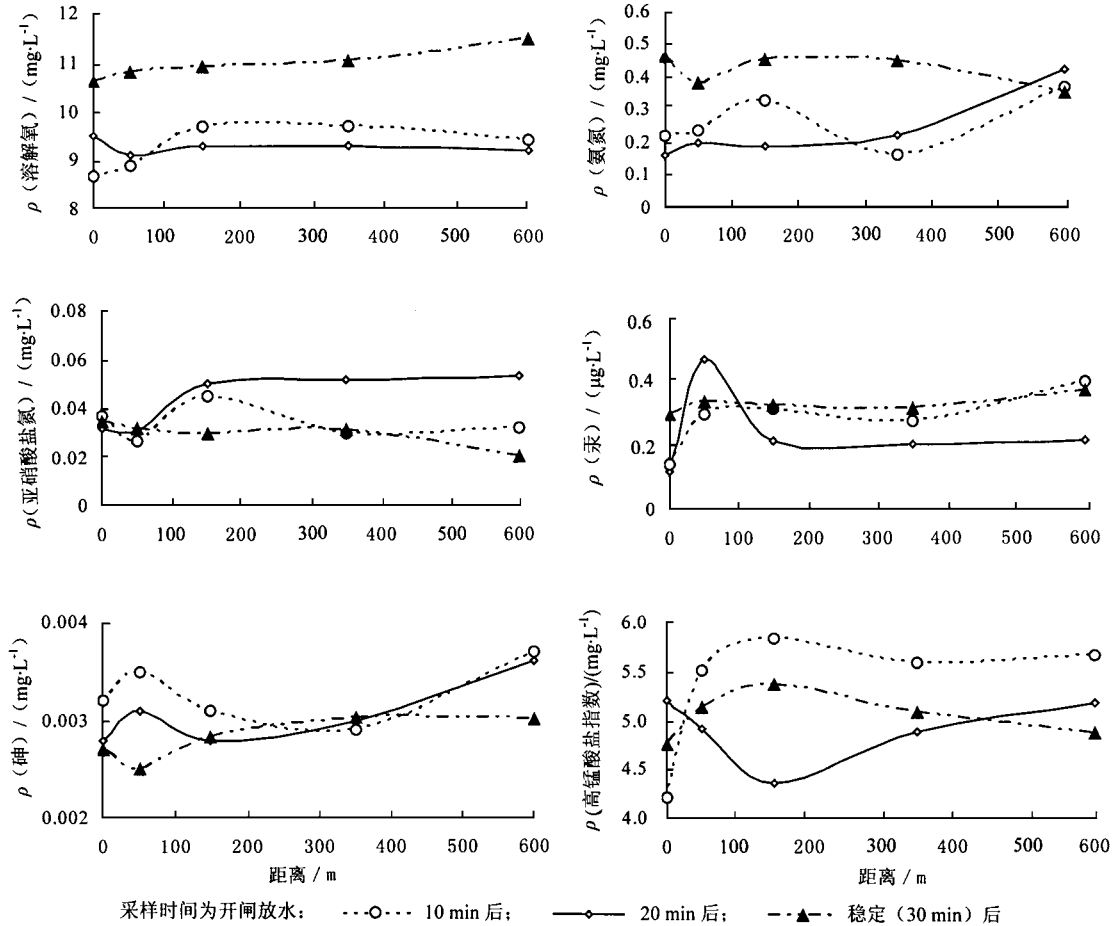 ρ（溶解氧）/（mg·L⁻¹）
12
11
10
9
8
0 100 200 300 400 500 600
ρ（氨氮）/（mg·L⁻¹）
0.6
0.5
0.4
0.3
0.2
0.1
0
0 100 200 300 400 500 600
ρ（亚硝酸盐氮）/（mg·L⁻¹）
0.08
0.06
0.04
0.02
0
0 100 200 300 400 500 600
ρ（汞）/（μg·L⁻¹）
0.6
0.4
0.2
0
0 100 200 300 400 500 600
ρ（砷）/（mg·L⁻¹）
0.004
0.003
0.002
0 100 200 300 400 500 600
距离 / m
ρ(高锰酸盐指数)/(mg·L⁻¹)
6.0
5.5
5.0
4.5
4.0
0 100 200 300 400 500 600
距离 / m
采样时间为开闸放水： 10 min 后； 20 min 后； 稳定（30 min）后